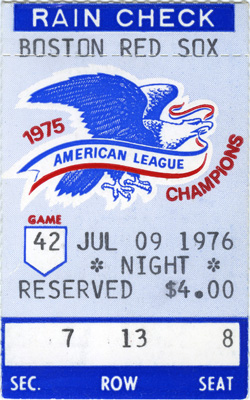 RAIN CHECK
BOSTON RED SOX
1975
AMERICAN LEAGUE
CHAMPIONS
GAME
42 JUL 09 1976
* NIGHT *
RESERVED $4.00
7 13 8
SEC. ROW SEAT